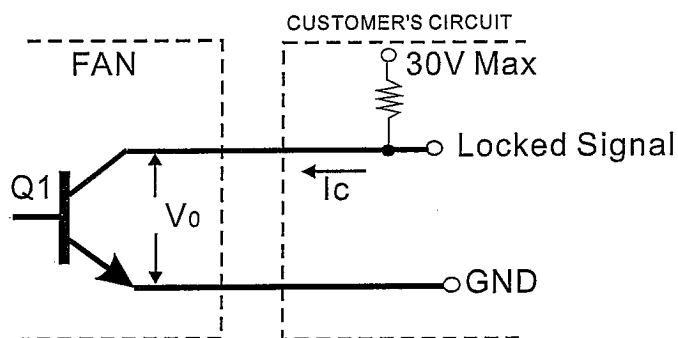 CUSTOMER'S CIRCUIT
FAN
30V Max
Locked Signal
Q1
Ic
V0
GND